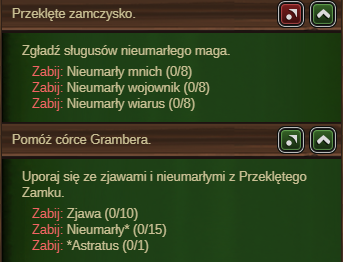 Przeklęte zamczysko.
Zgładź sługusów nieumarłego maga.
Zabij: Nieumarły mnich (0/8)
Zabij: Nieumarły wojownik (0/8)
Zabij: Nieumarły wiarus (0/8)
Pomóż córce Grambera.
Uporaj się ze zjawami i nieumarłymi z Przeklętego
Zamku.
Zabij: Zjawa (0/10)
Zabij: Nieumarły* (0/15)
Zabij: *Astratus (0/1)